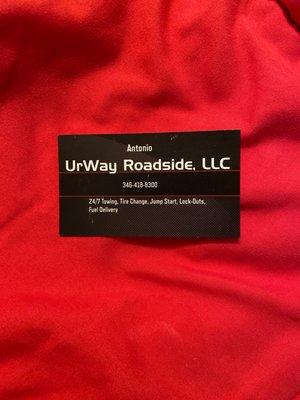 Antonio
UrWay Roadside, LLC
346-418-8300
24/7 Towing, Tire Change, Jump Start, Lock-Outs,
Fuel Delivery